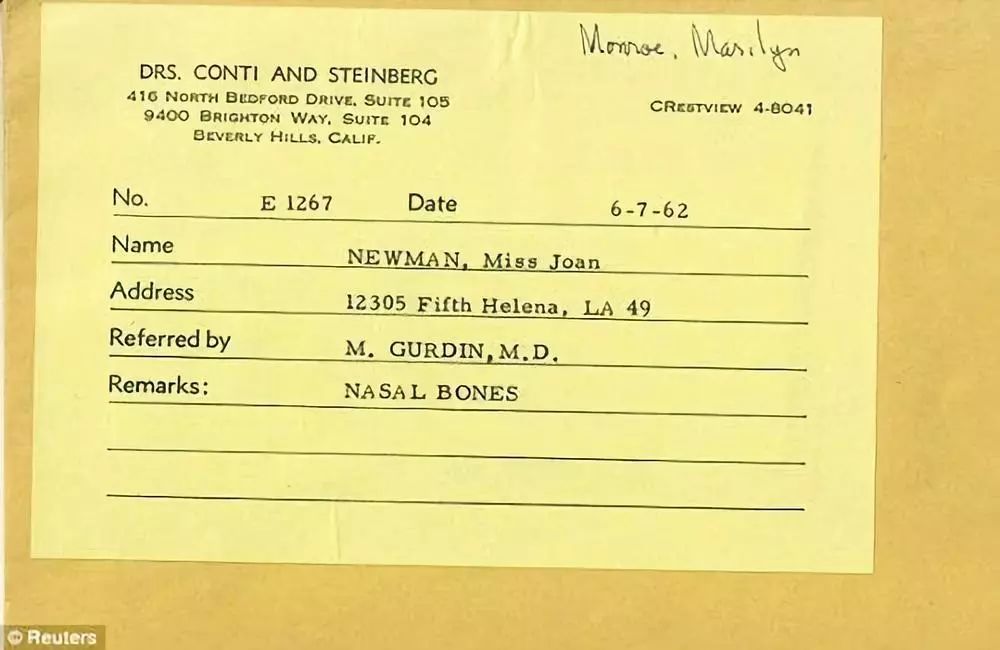 Monroe, Marilyn
DRS. CONTI AND STEINBERG
416 NORTH BEDFORD DRIVE, SUITE 105
9400 BRIGHTON WAY, SUITE 104
BEVERLY HILLS, CALIF.
CRESTVIEW 4-8041
No. E 1267 Date 6-7-62
Name NEWMAN, Miss Joan
Address 12305 Fifth Helena, LA 49
Referred by M. GURDIN, M.D.
Remarks: NASAL BONES
© Reuters